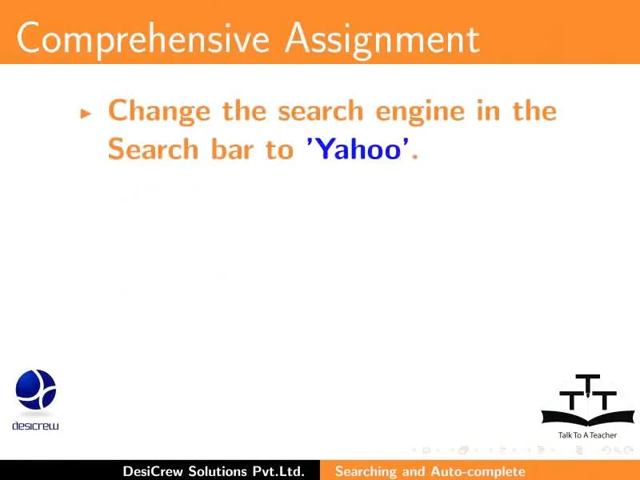 Comprehensive Assignment
Change the search engine in the
Search bar to 'Yahoo'.
desicrew
T T T
Talk To A Teacher
DesiCrew Solutions Pvt.Ltd.
Searching and Auto-complete